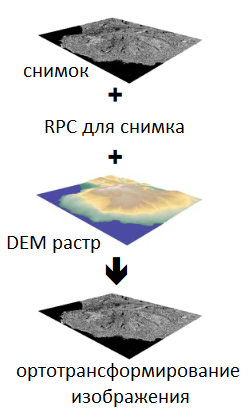 снимок
+
RPC для снимка
+
DEM растр
ортотрансформирование
изображения